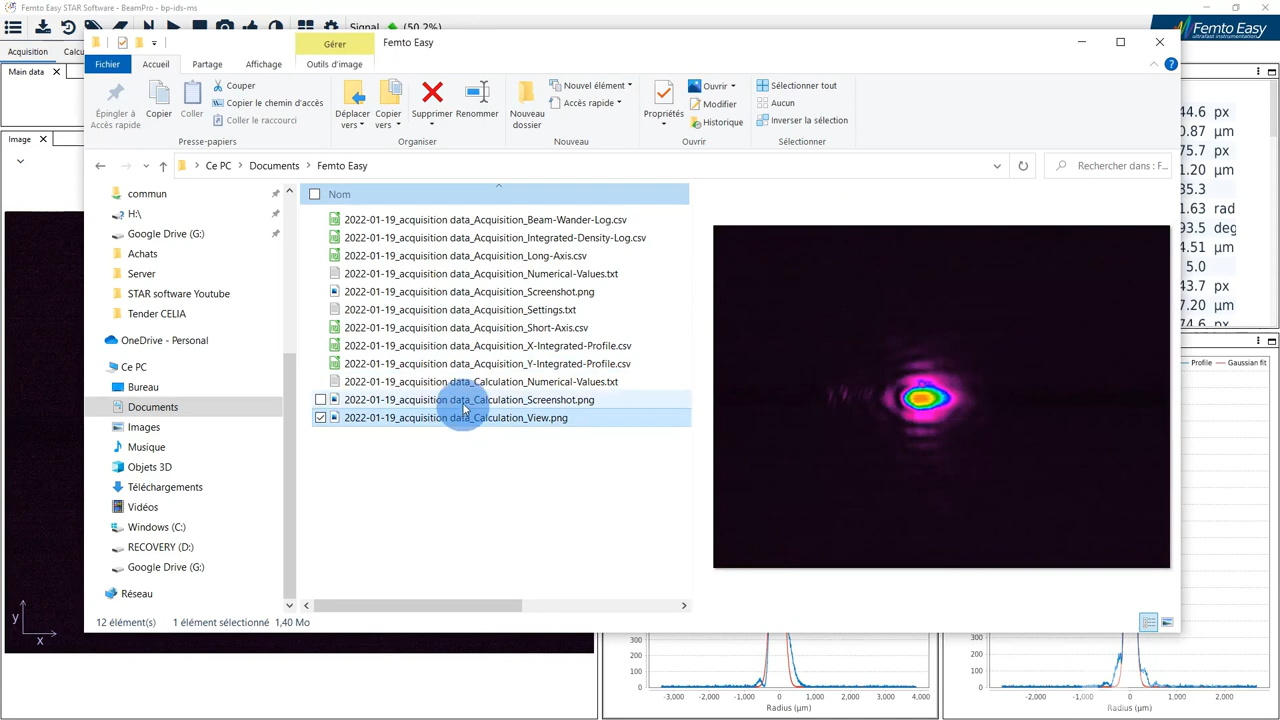 Femto Easy STAR Software - BeamPro - bp-ids-ms
Signal (50.2%)
Femto Easy
ultrafast instrumentation
Acquisition
Main data
Image
Gérer
Femto Easy
Fichier
Accueil
Partage
Affichage
Outils d'image
Épingler à
Accès rapide
Copier
Coller
Couper
Copier le chemin d'accès
Coller le raccourci
Presse-papiers
Déplacer
vers
Copier
vers
Supprimer
Renommer
Organiser
Nouveau
dossier
Nouvel élément
Accès rapide
Nouveau
Propriétés
Ouvrir
Modifier
Historique
Ouvrir
Sélectionner tout
Aucun
Inverser la sélection
Sélectionner
Ce PC > Documents > Femto Easy
Rechercher dans : F...
commun
H:\
Google Drive (G:)
Achats
Server
STAR software Youtube
Tender CELIA
OneDrive - Personal
Ce PC
Bureau
Documents
Images
Musique
Objets 3D
Téléchargements
Vidéos
Windows (C:)
RECOVERY (D:)
Google Drive (G:)
Réseau
Nom
2022-01-19_acquisition data_Acquisition_Beam-Wander-Log.csv
2022-01-19_acquisition data_Acquisition_Integrated-Density-Log.csv
2022-01-19_acquisition data_Acquisition_Long-Axis.csv
2022-01-19_acquisition data_Acquisition_Numerical-Values.txt
2022-01-19_acquisition data_Acquisition_Screenshot.png
2022-01-19_acquisition data_Acquisition_Settings.txt
2022-01-19_acquisition data_Acquisition_Short-Axis.csv
2022-01-19_acquisition data_Acquisition_X-Integrated-Profile.csv
2022-01-19_acquisition data_Acquisition_Y-Integrated-Profile.csv
2022-01-19_acquisition data_Calculation_Numerical-Values.txt
2022-01-19_acquisition data_Calculation_Screenshot.png
2022-01-19_acquisition data_Calculation_View.png
12 élément(s) 1 élément sélectionné 1,40 Mo
44.6 px
0.87 µm
75.7 px
1.20 µm
35.3
1.63 rad
93.5 deg
4.51 µm
5.0
43.7 px
7.20 µm
74.6 px
Profile Gaussian fit
y
x
300
200
100
0
-3,000 -2,000 -1,000 0 1,000 2,000 3,000 4,000
Radius (µm)
300
200
100
0
-2,000 -1,000 0 1,000 2,000
Radius (µm)